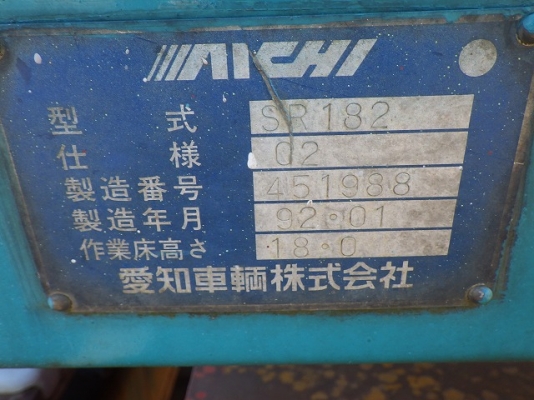 AICHI
型式 SR182
仕様 02
製造番号 451988
製造年月 92·01
作業床高さ 18·0
愛知車輌株式会社